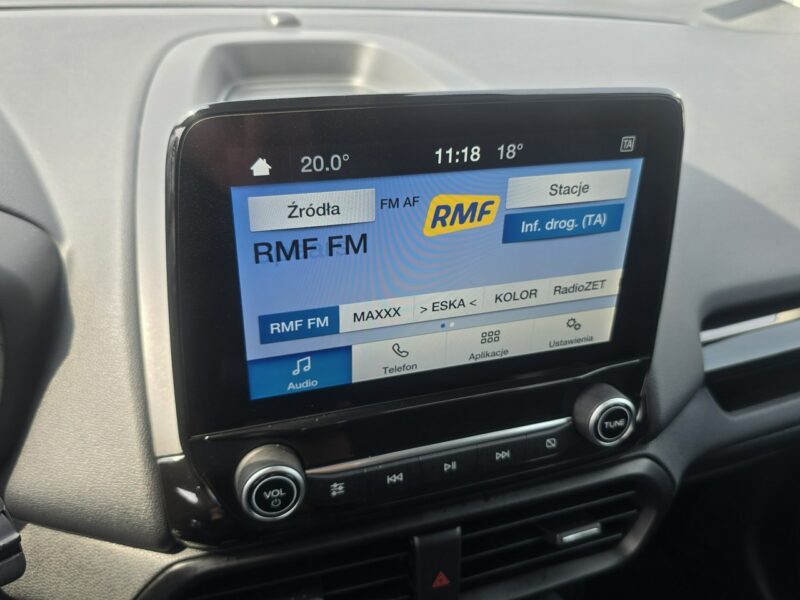 20.0° 11:18 18° TA
Źródła FM AF RMF Stacje
Inf. drog. (TA)
RMF FM
RMF FM MAXXX > ESKA < KOLOR RadioZET
Audio Telefon Aplikacje Ustawienia
TUNE
VOL